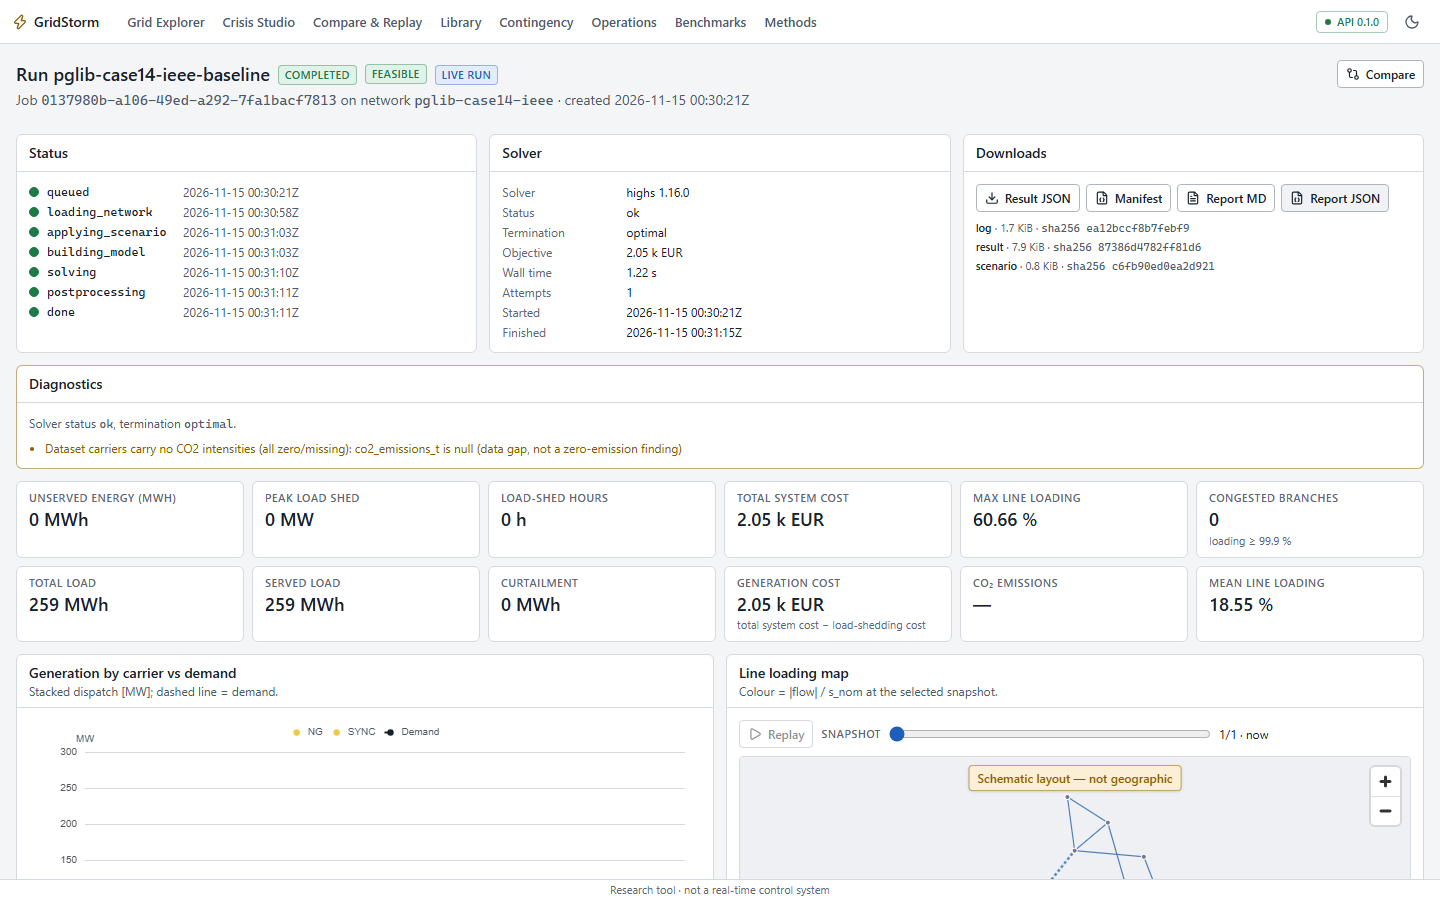 GridStorm
Grid Explorer
Crisis Studio
Compare & Replay
Library
Contingency
Operations
Benchmarks
Methods
API 0.1.0
Run pglib-case14-ieee-baseline
COMPLETED
FEASIBLE
LIVE RUN
Compare
Job 0137980b-a106-49ed-a292-7fa1bacf7813 on network pglib-case14-ieee · created 2026-11-15 00:30:21Z
Status
queued 2026-11-15 00:30:21Z
loading_network 2026-11-15 00:30:58Z
applying_scenario 2026-11-15 00:31:03Z
building_model 2026-11-15 00:31:03Z
solving 2026-11-15 00:31:10Z
postprocessing 2026-11-15 00:31:11Z
done 2026-11-15 00:31:11Z
Solver
Solver highs 1.16.0
Status ok
Termination optimal
Objective 2.05 k EUR
Wall time 1.22 s
Attempts 1
Started 2026-11-15 00:30:21Z
Finished 2026-11-15 00:31:15Z
Downloads
Result JSON
Manifest
Report MD
Report JSON
log · 1.7 KiB · sha256 ea12bccf8b7febf9
result · 7.9 KiB · sha256 87386d4782ff81d6
scenario · 0.8 KiB · sha256 c6fb90ed0ea2d921
Diagnostics
Solver status ok, termination optimal.
• Dataset carriers carry no CO2 intensities (all zero/missing): co2_emissions_t is null (data gap, not a zero-emission finding)
UNSERVED ENERGY (MWH)
0 MWh
PEAK LOAD SHED
0 MW
LOAD-SHED HOURS
0 h
TOTAL SYSTEM COST
2.05 k EUR
MAX LINE LOADING
60.66 %
CONGESTED BRANCHES
0
loading ≥ 99.9 %
TOTAL LOAD
259 MWh
SERVED LOAD
259 MWh
CURTAILMENT
0 MWh
GENERATION COST
2.05 k EUR
total system cost − load-shedding cost
CO₂ EMISSIONS
—
MEAN LINE LOADING
18.55 %
Generation by carrier vs demand
Stacked dispatch [MW]; dashed line = demand.
NG
SYNC
Demand
MW
300
250
200
150
Line loading map
Colour = |flow| / s_nom at the selected snapshot.
Replay
SNAPSHOT
1/1 · now
Schematic layout — not geographic
+
−
Research tool · not a real-time control system